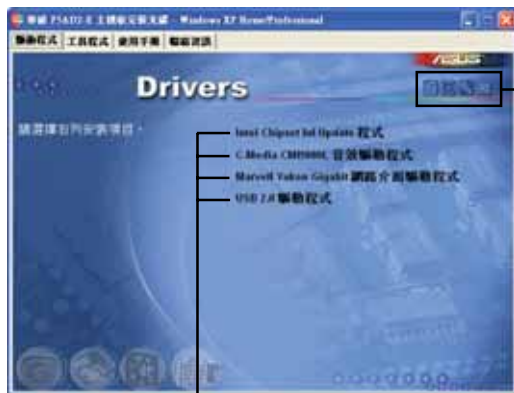 華碩 P5AD2-E 主機板安裝光碟 - Windows XP Home/Professional
驅動程式 工具程式 使用手冊 聯絡資訊
ASUS
Drivers
請選擇各列安裝項目。
Intel Chipset Inf Update 程式
C-Media CMI9880L 音效驅動程式
Marvell Yukon Gigabit 網路介面驅動程式
USB 2.0 驅動程式